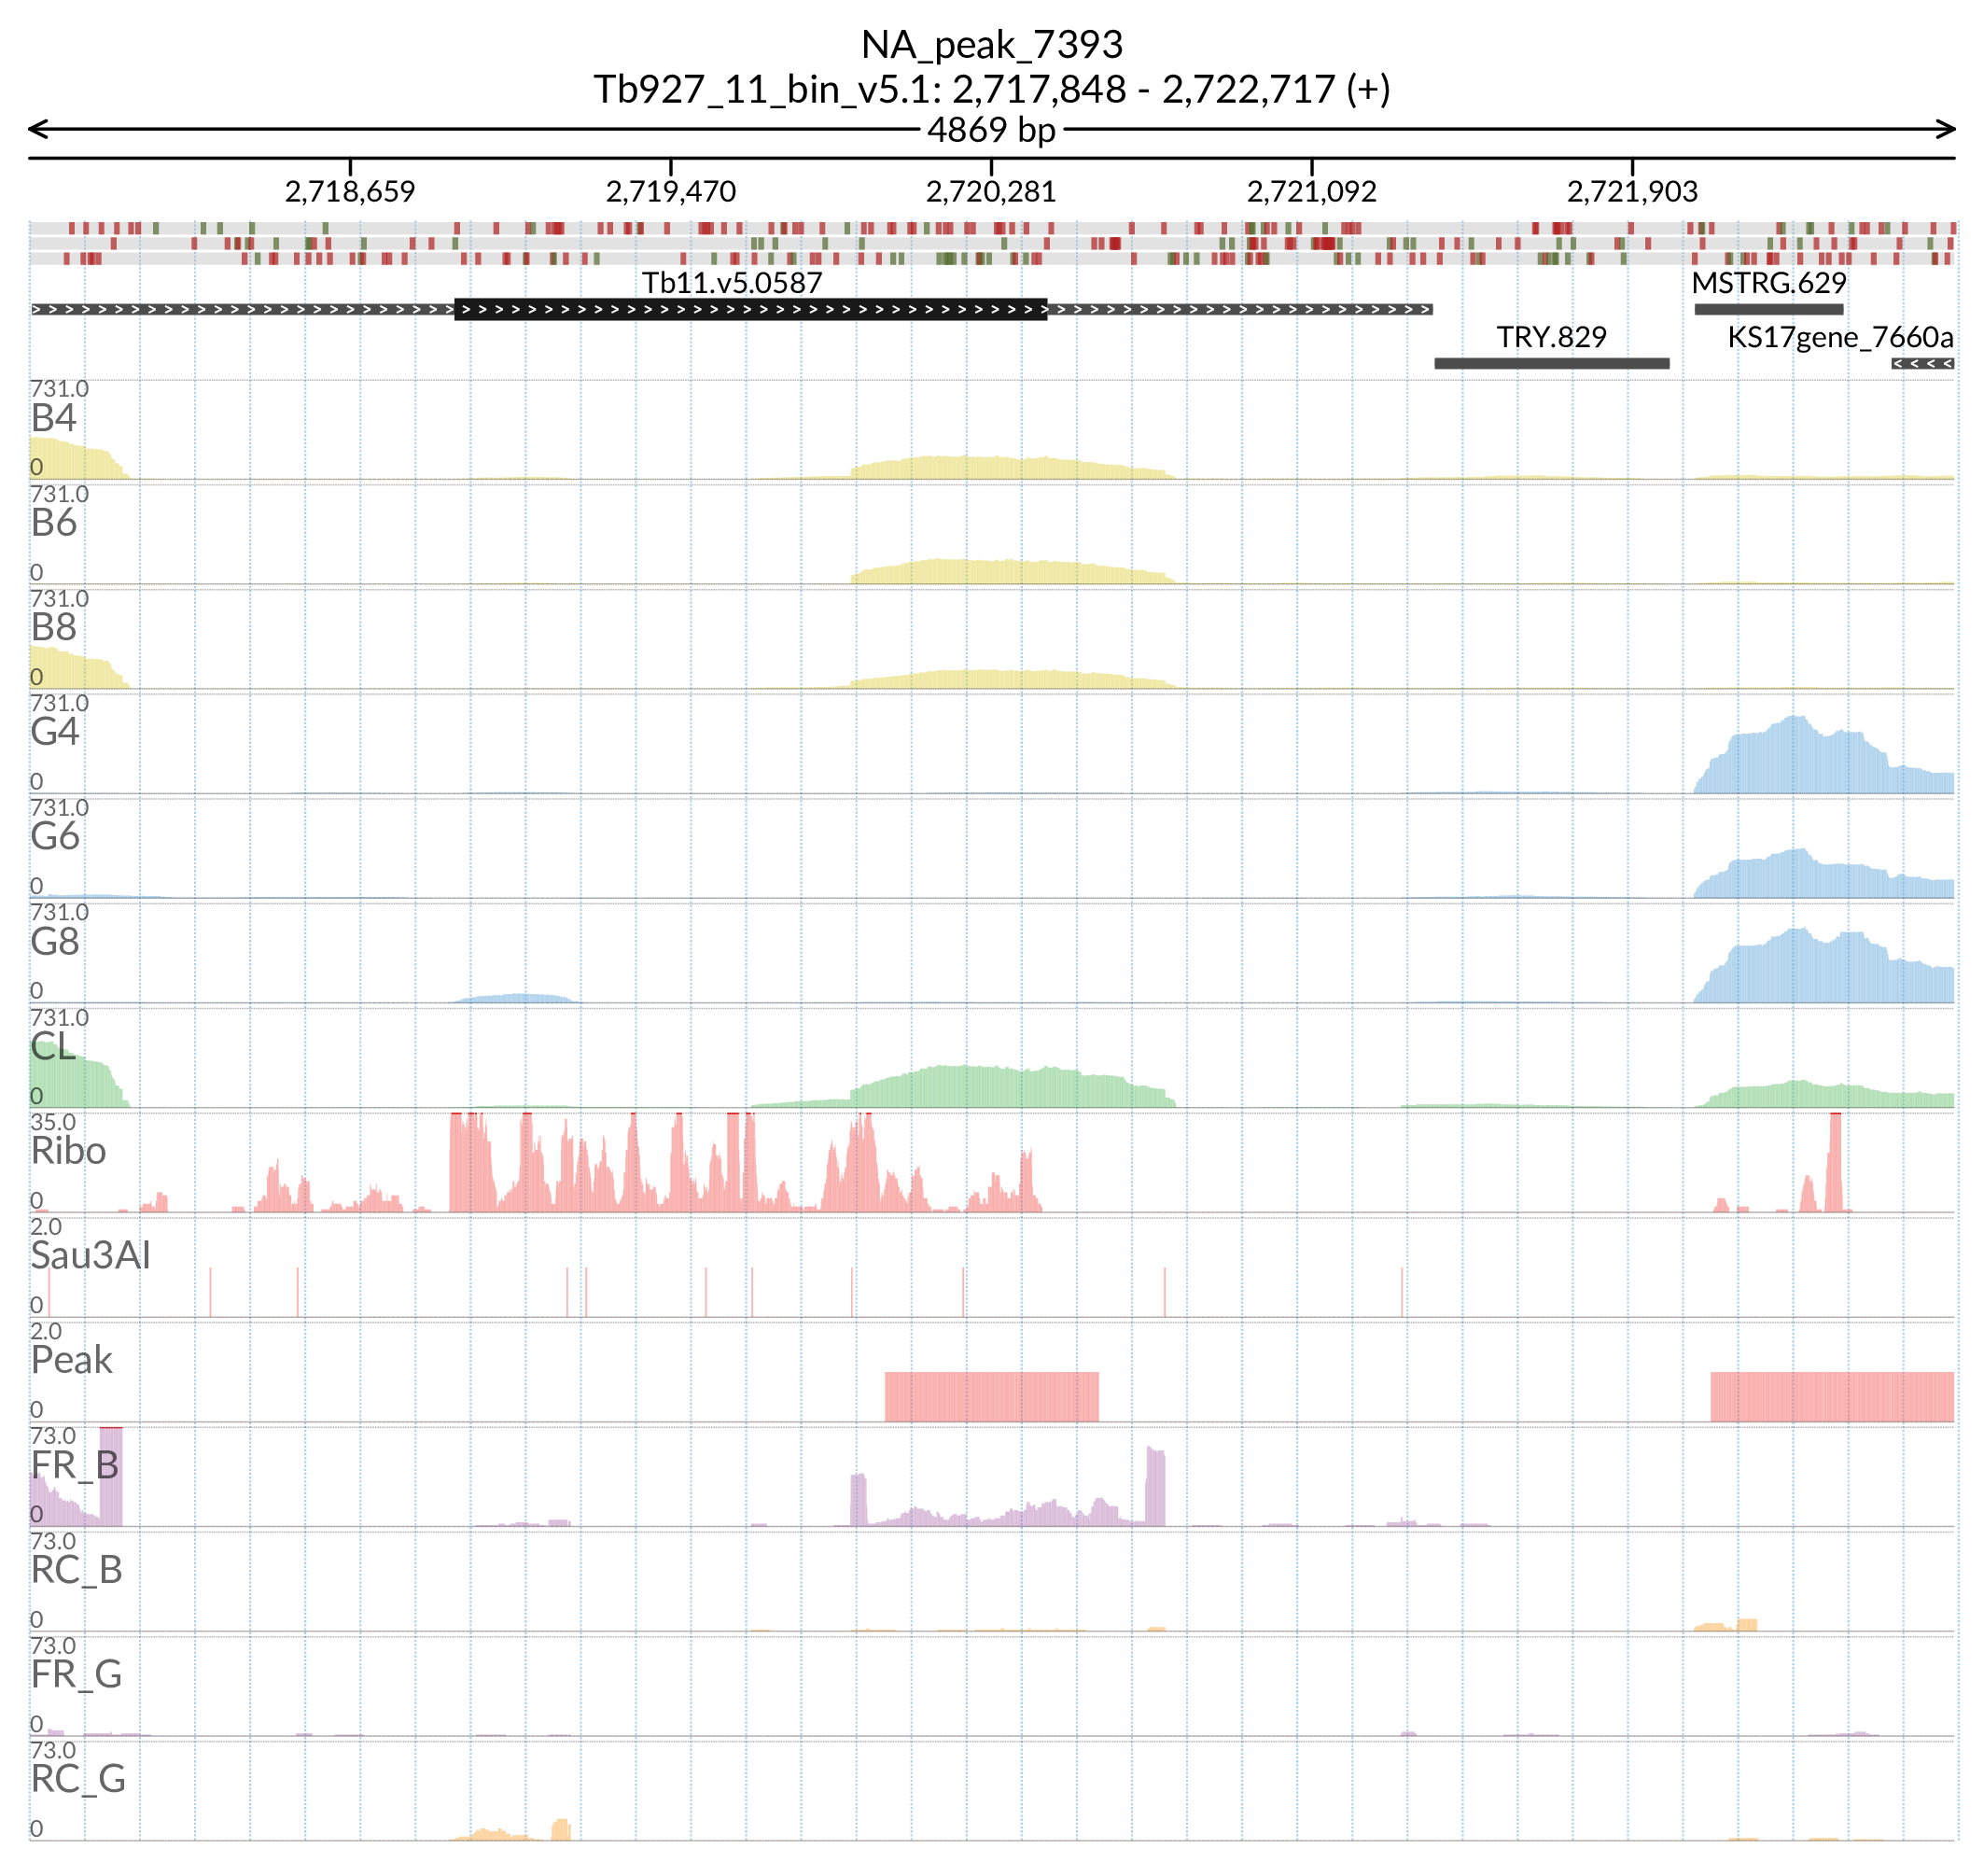 NA_peak_7393
Tb927_11_bin_v5.1: 2,717,848 - 2,722,717 (+)
4869 bp
2,718,659 2,719,470 2,720,281 2,721,092 2,721,903
Tb11.v5.0587 MSTRG.629
TRY.829 KS17gene_7660a
731.0
B4
0
731.0
B6
0
731.0
B8
0
731.0
G4
0
731.0
G6
0
731.0
G8
0
731.0
CL
0
35.0
Ribo
0
2.0
Sau3AI
0
2.0
Peak
0
73.0
FR_B
0
73.0
RC_B
0
73.0
FR_G
0
73.0
RC_G
0